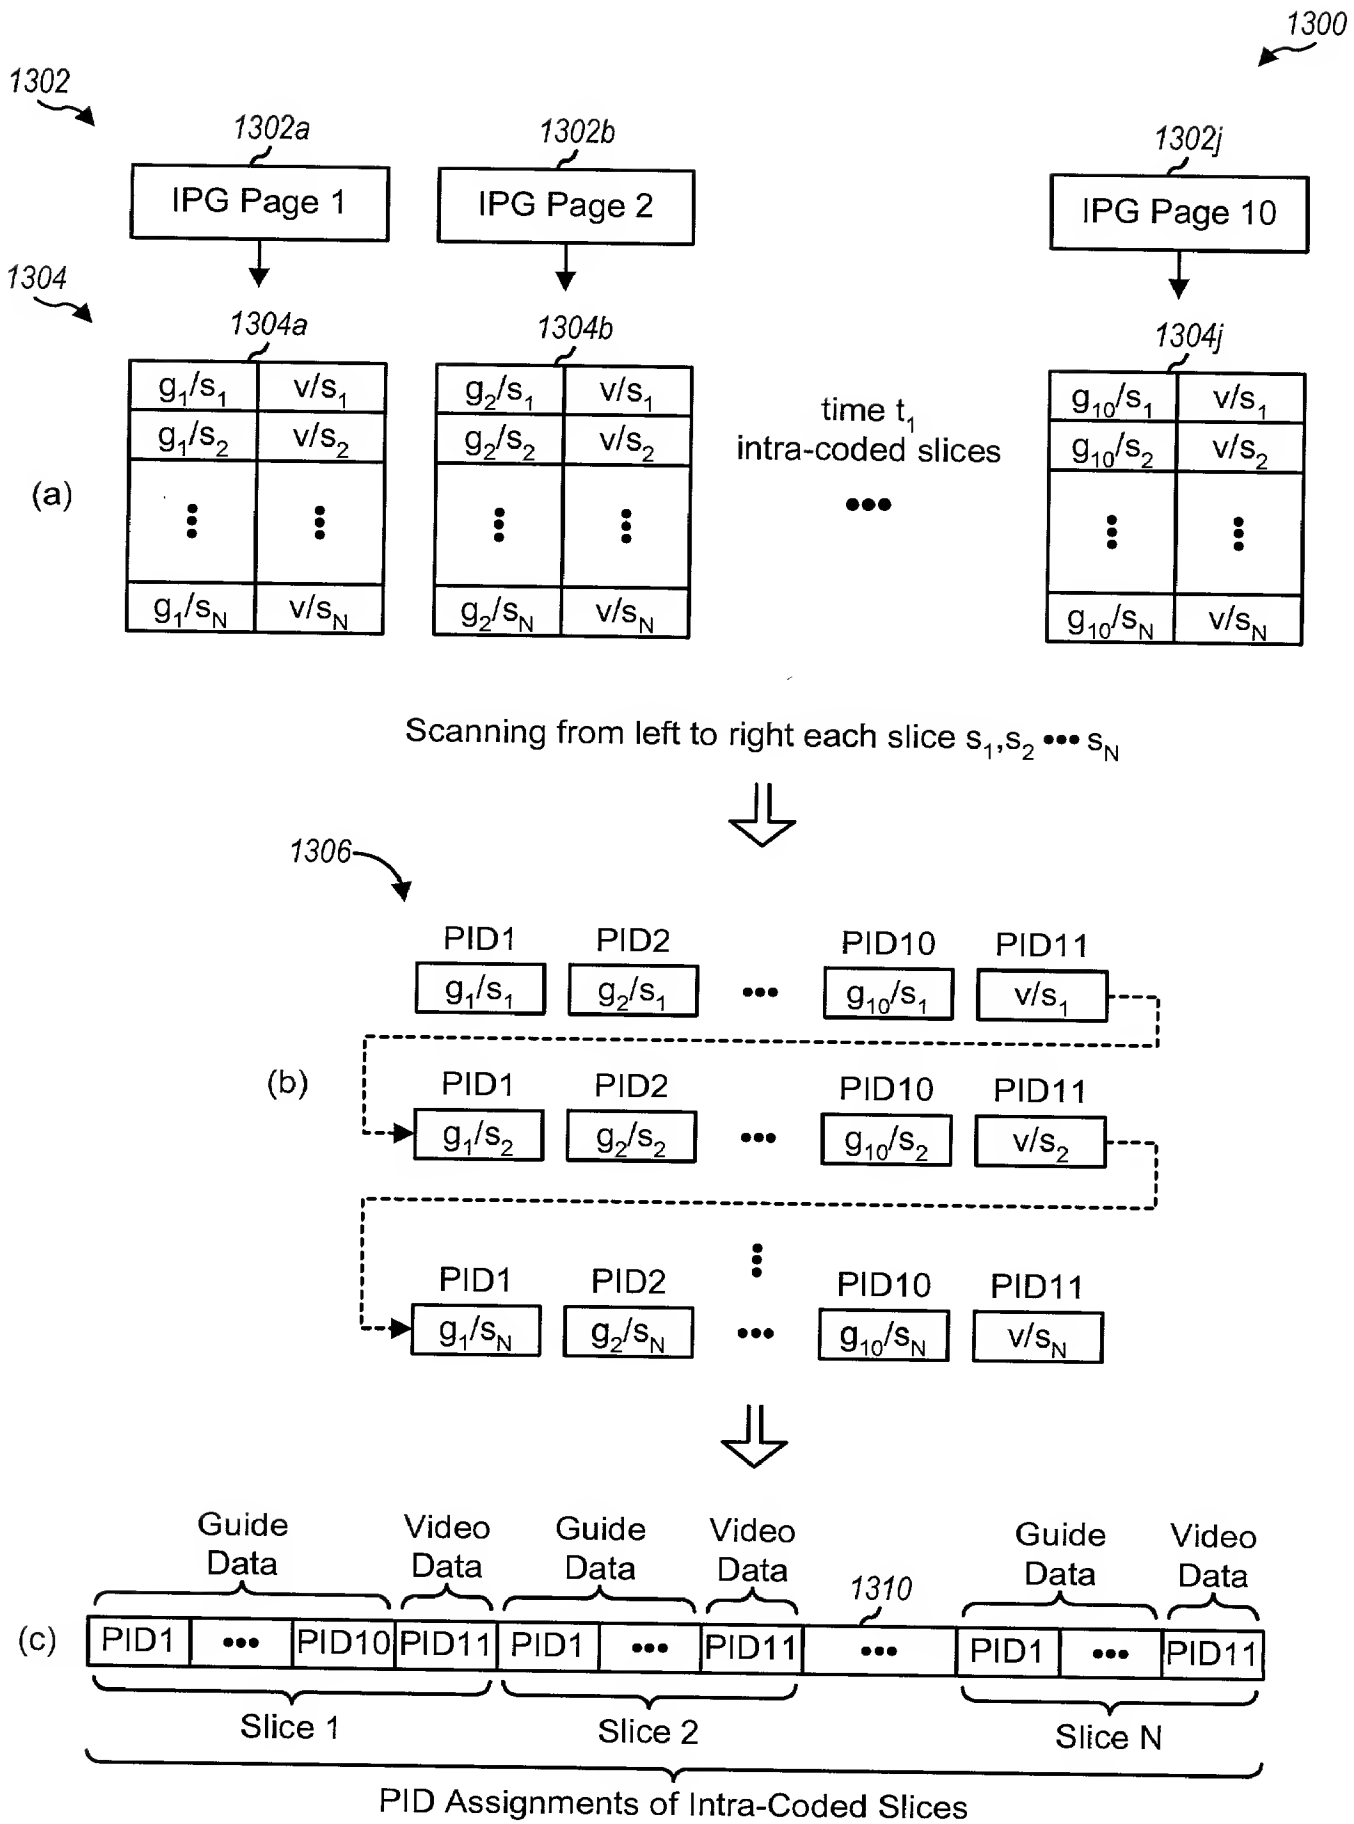 1300
1302
1302a
1302b
1302j
IPG Page 1
IPG Page 2
IPG Page 10
1304
1304a
1304b
1304j
g1/s1 v/s1
g2/s1 v/s1
g10/s1 v/s1
g1/s2 v/s2
g2/s2 v/s2
g10/s2 v/s2
time t1
intra-coded slices
•••
(a)
g1/sN v/sN
g2/sN v/sN
g10/sN v/sN
Scanning from left to right each slice s1,s2 ••• sN
1306
PID1 PID2 PID10 PID11
g1/s1 g2/s1 ••• g10/s1 v/s1
(b)
PID1 PID2 PID10 PID11
g1/s2 g2/s2 ••• g10/s2 v/s2
PID1 PID2 PID10 PID11
g1/sN g2/sN ••• g10/sN v/sN
Guide Data
Video Data
Guide Data
Video Data
1310
Guide Data
Video Data
(c)
PID1 ••• PID10 PID11 PID1 ••• PID11 ••• PID1 ••• PID11
Slice 1
Slice 2
Slice N
PID Assignments of Intra-Coded Slices